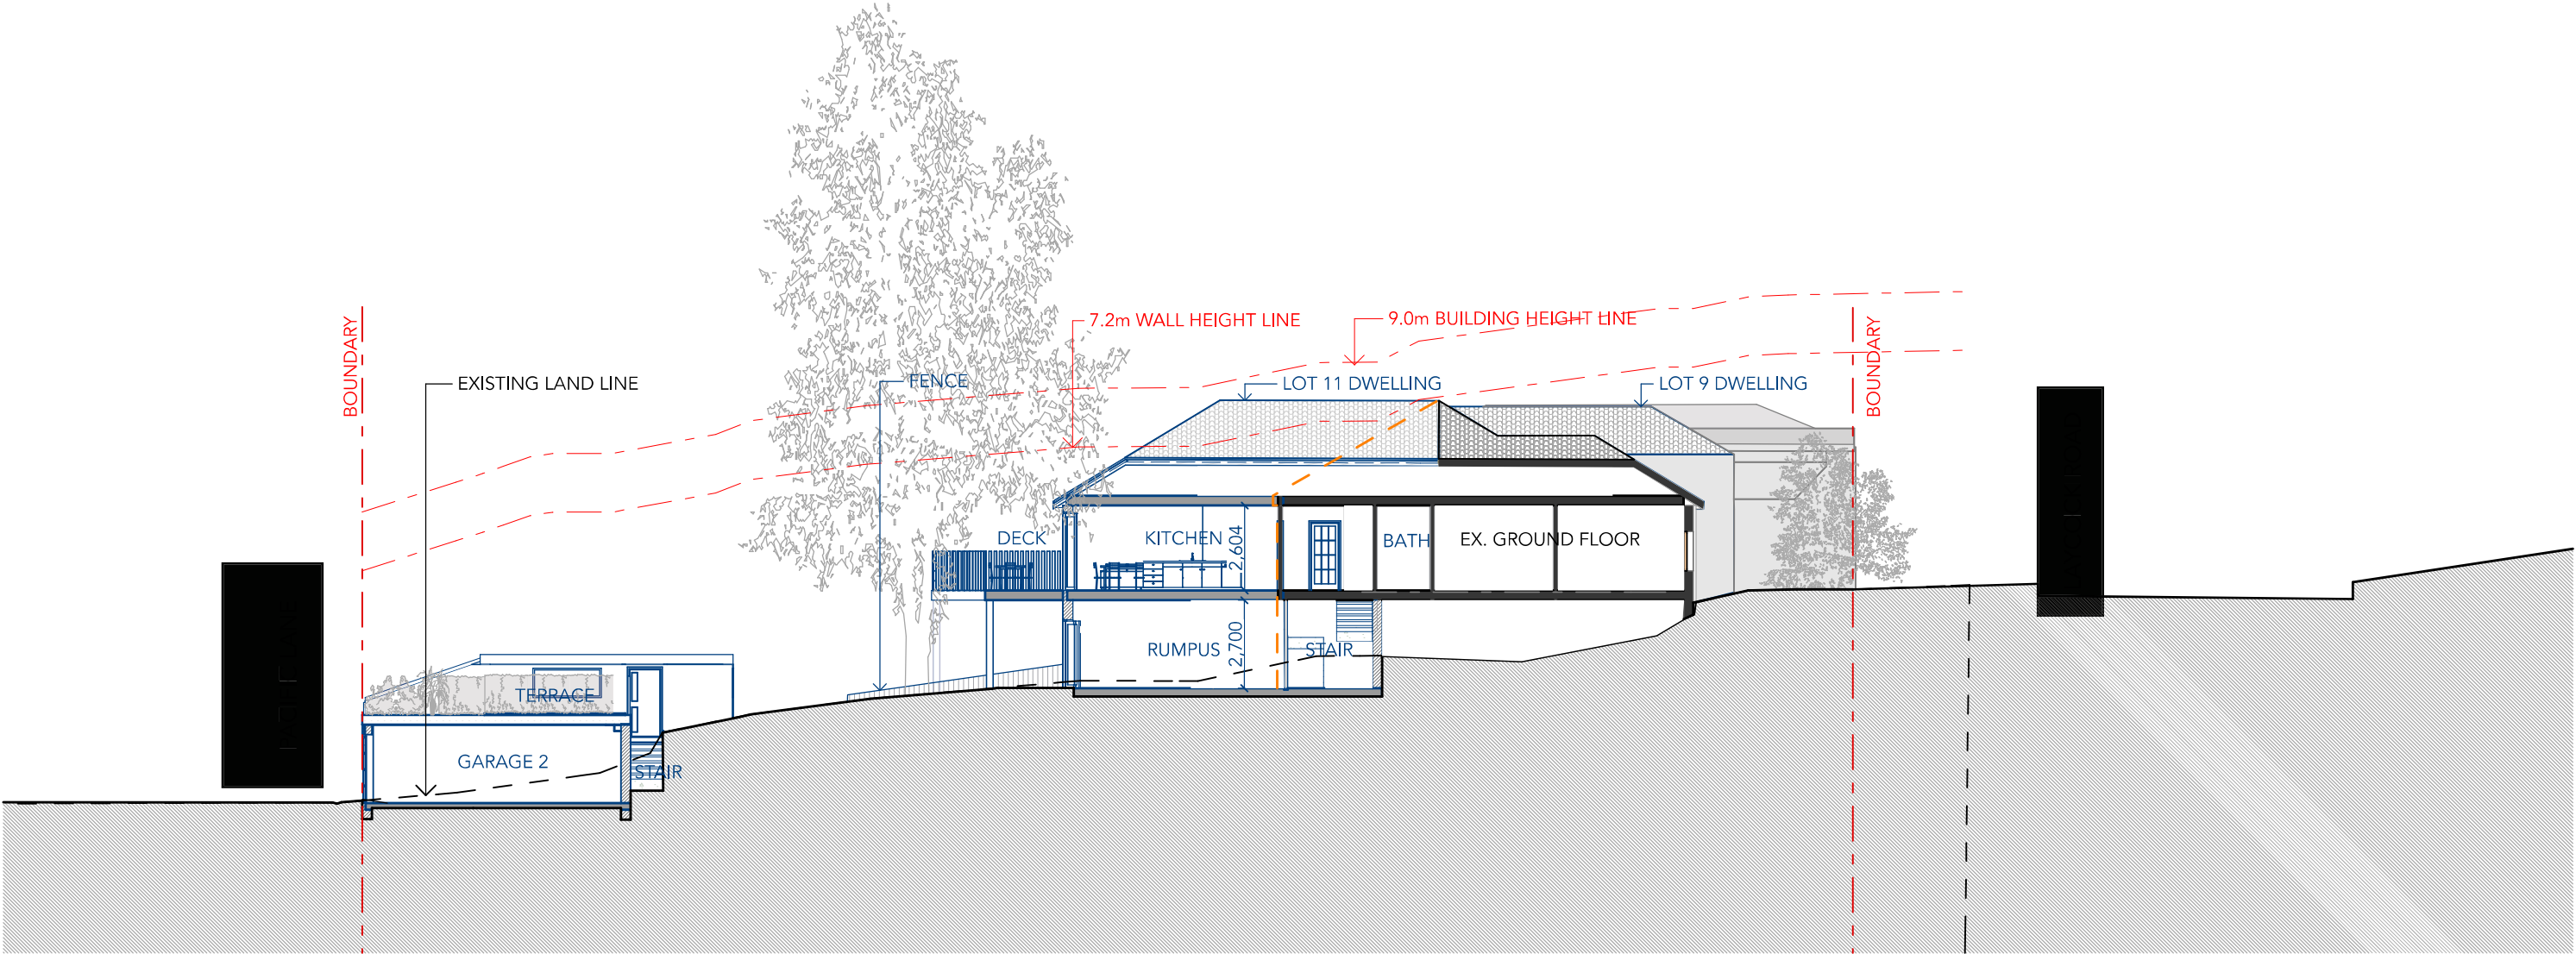 7.2m WALL HEIGHT LINE
9.0m BUILDING HEIGHT LINE
BOUNDARY
BOUNDARY
EXISTING LAND LINE
FENCE
LOT 11 DWELLING
LOT 9 DWELLING
DECK
KITCHEN
2,604
BATH
EX. GROUND FLOOR
RUMPUS
2,700
STAIR
TERRACE
GARAGE 2
STAIR